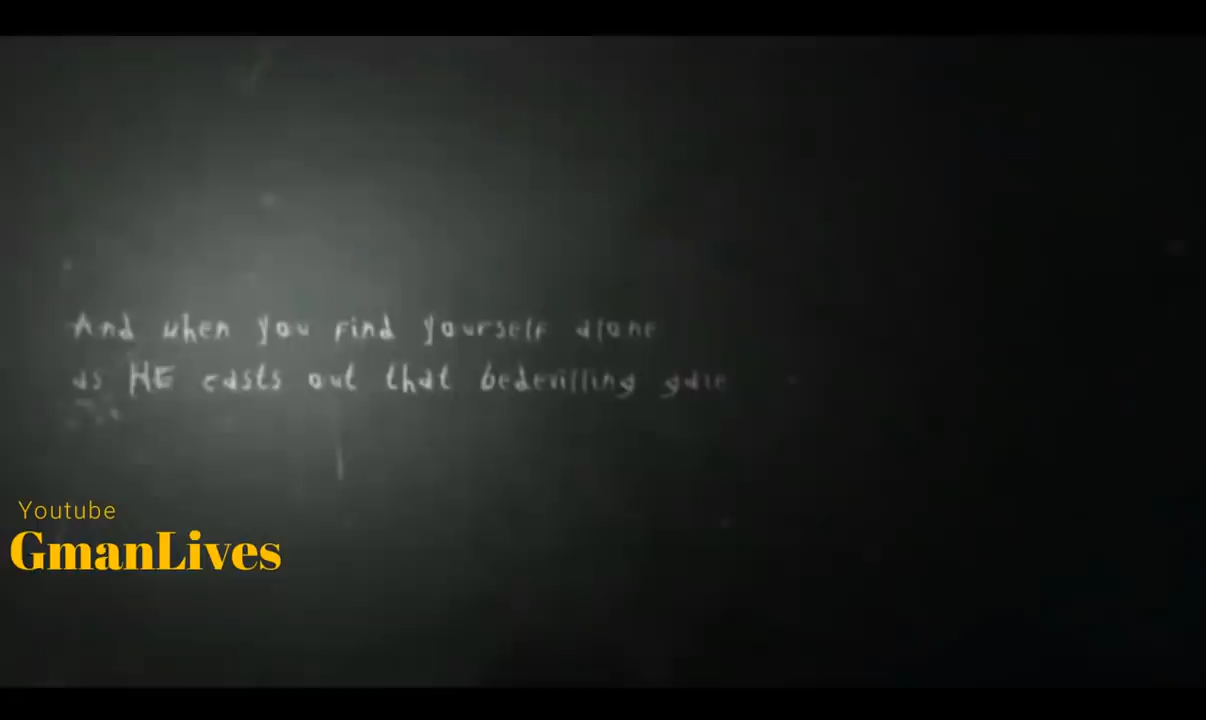 And when you find yourself alone
as HE casts out that bedevilling gaze
Youtube
GmanLives